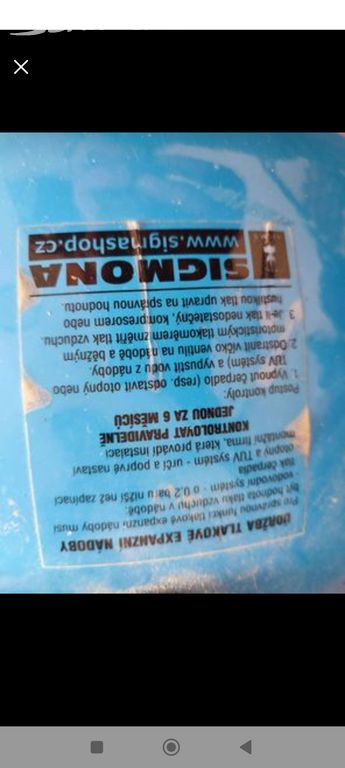 ÚDRŽBA TLAKOVÉ EXPANZNÍ NÁDOBY
Pro správnou funkci tlakové expanzní nádoby musí
být hodnota tlaku vzduchu v nádobě:
- vodovodní systém - o 0,2 baru nižší než zapínací
tlak čerpadla
otopný a TUV systém - určí a poprvé nastaví
montážní firma, která provádí instalaci
KONTROLOVAT PRAVIDELNĚ
JEDNOU ZA 6 MĚSÍCŮ
Postup kontroly:
1. Vypnout čerpadlo (resp. odstavit otopný nebo
TUV systém) a vypustit vodu z nádoby.
2. Odstranit víčko ventilu na nádobě a běžným
motoristickým tlakoměrem změřit tlak vzduchu.
3. Je-li tlak nedostatečný, kompresorem nebo
hustilkou tlak upravit na správnou hodnotu.
SIGMONA
www.sigmashop.cz